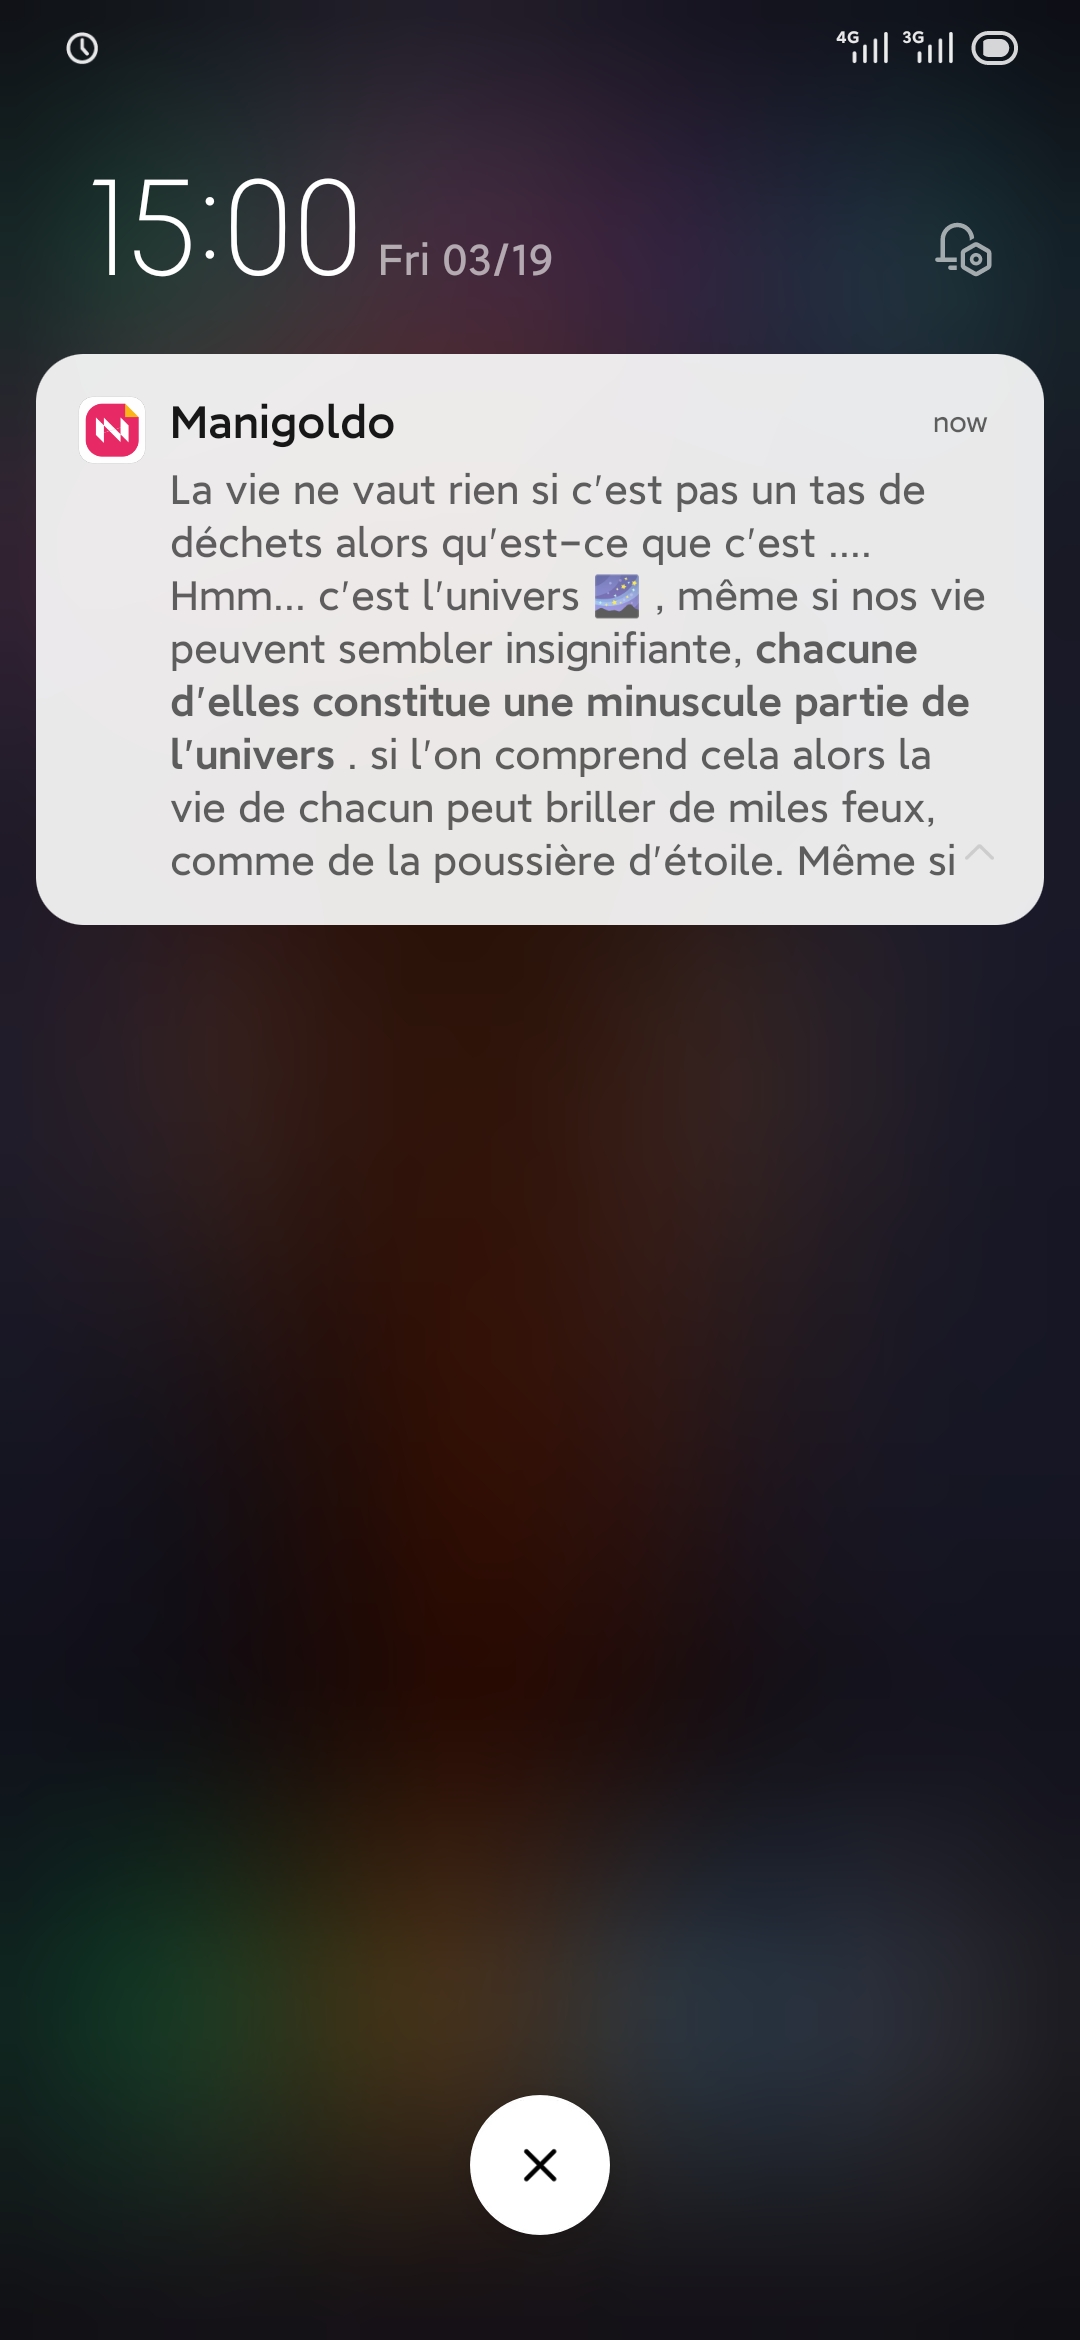 4G 3G
15:00 Fri 03/19
Manigoldo now
La vie ne vaut rien si c'est pas un tas de
déchets alors qu'est-ce que c'est ....
Hmm... c'est l'univers 🌌 , même si nos vie
peuvent sembler insignifiante, chacune
d'elles constitue une minuscule partie de
l'univers . si l'on comprend cela alors la
vie de chacun peut briller de miles feux,
comme de la poussière d'étoile. Même si